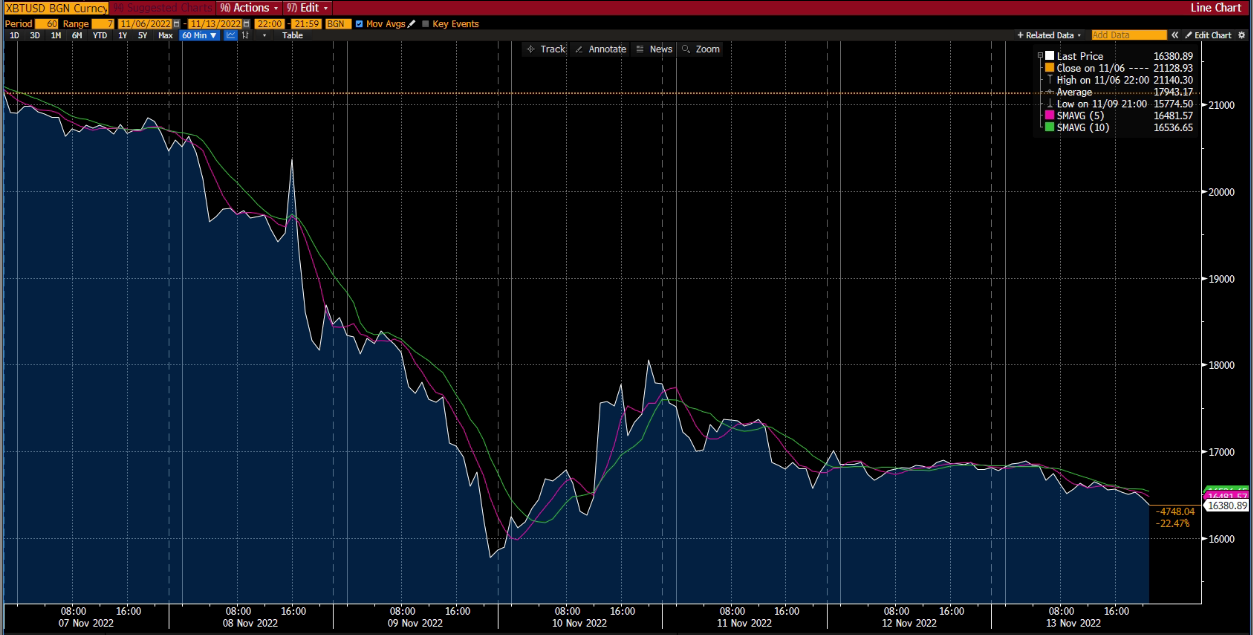 XBTUSD BGN Curncy 98) Suggested Charts 96) Actions 97) Edit Line Chart
Period 60 Range 7 11/06/2022 - 11/13/2022 22:00 - 21:59 BGN Mov Avgs Key Events
1D 3D 1M 6M YTD 1Y 5Y Max 60 Min ▼ Table + Related Data Add Data « Edit Chart
Track Annotate News Zoom
Last Price 16380.89
Close on 11/06 ---- 21128.93
High on 11/06 22:00 21140.30
Average 17943.17
Low on 11/09 21:00 15774.50
SMAVG (5) 16481.57
SMAVG (10) 16536.65
21000
20000
19000
18000
17000
16481.57
16380.89
-4748.04
-22.47%
16000
08:00 16:00 08:00 16:00 08:00 16:00 08:00 16:00 08:00 16:00 08:00 16:00 08:00 16:00
07 Nov 2022 08 Nov 2022 09 Nov 2022 10 Nov 2022 11 Nov 2022 12 Nov 2022 13 Nov 2022